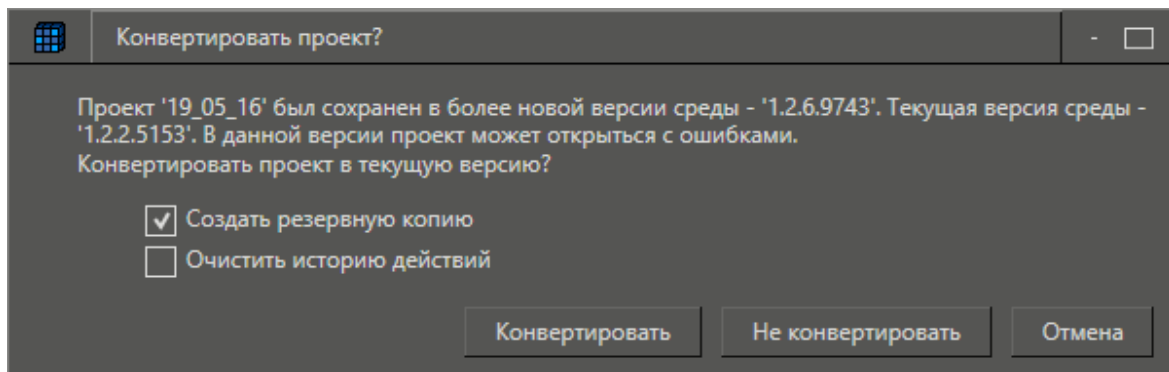 Конвертировать проект?
Проект '19_05_16' был сохранен в более новой версии среды - '1.2.6.9743'. Текущая версия среды -
'1.2.2.5153'. В данной версии проект может открыться с ошибками.
Конвертировать проект в текущую версию?
Создать резервную копию
Очистить историю действий
Конвертировать Не конвертировать Отмена